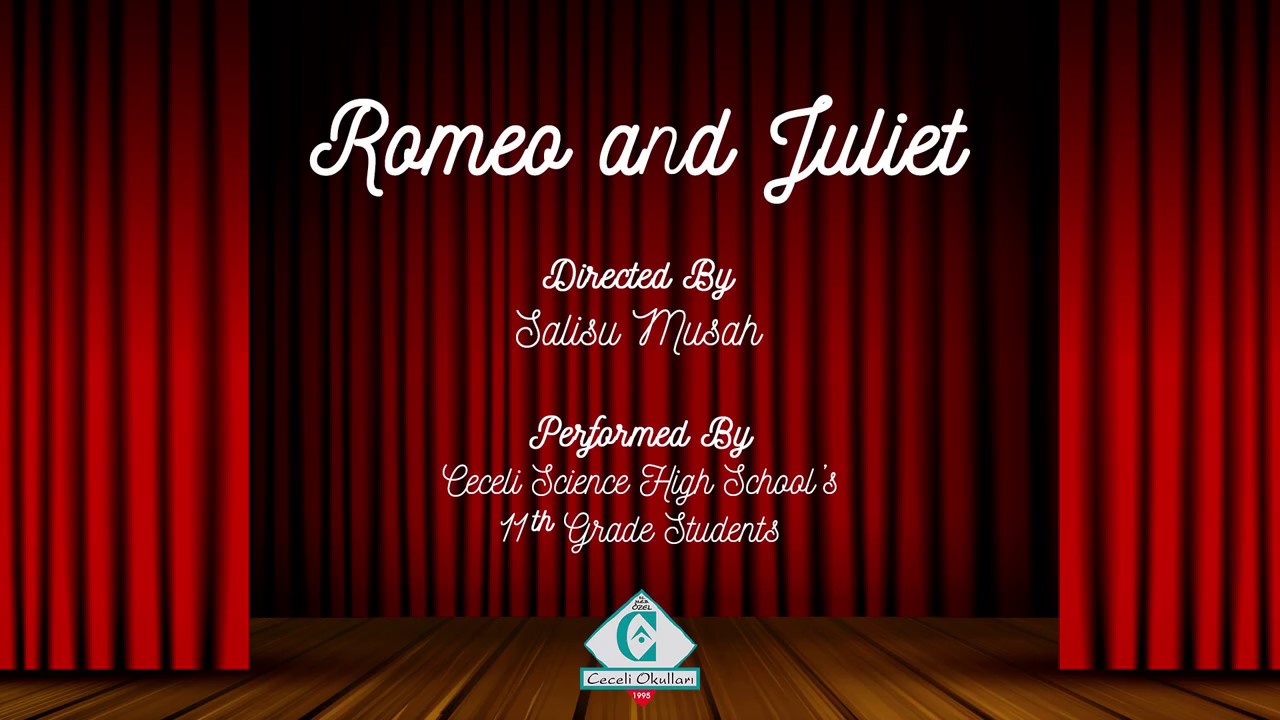 Romeo and Juliet
Directed By
Salisu Musah
Performed By
Ceceli Science High School's
11th Grade Students
ÖZEL
Ceceli Okulları
1995